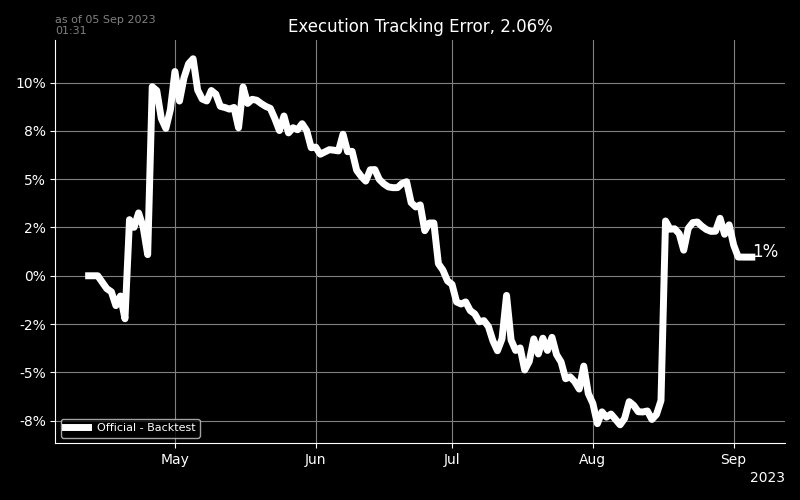 as of 05 Sep 2023
01:31
Execution Tracking Error, 2.06%
10%
8%
5%
2%
0%
-2%
-5%
-8%
1%
Official - Backtest
May
Jun
Jul
Aug
Sep
2023